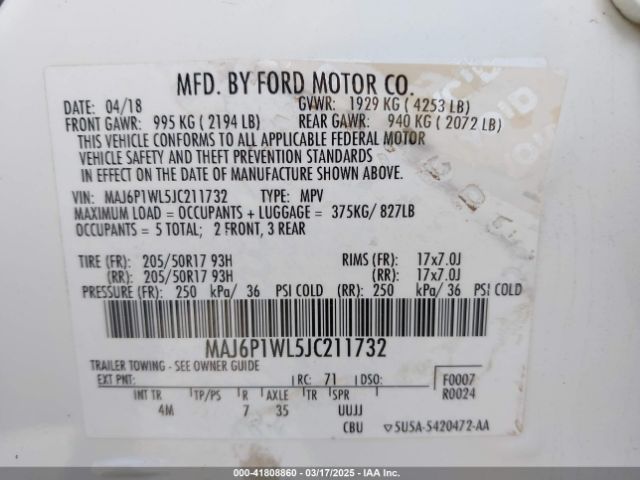 MFD. BY FORD MOTOR CO.
DATE: 04/18 GVWR: 1929 KG ( 4253 LB)
FRONT GAWR: 995 KG ( 2194 LB) REAR GAWR: 940 KG ( 2072 LB)
THIS VEHICLE CONFORMS TO ALL APPLICABLE FEDERAL MOTOR
VEHICLE SAFETY AND THEFT PREVENTION STANDARDS
IN EFFECT ON THE DATE OF MANUFACTURE SHOWN ABOVE.
VIN: MAJ6P1WL5JC211732 TYPE: MPV
MAXIMUM LOAD = OCCUPANTS + LUGGAGE = 375KG/ 827LB
OCCUPANTS = 5 TOTAL; 2 FRONT, 3 REAR
TIRE (FR): 205/50R17 93H RIMS (FR): 17x7.0J
(RR): 205/50R17 93H (RR): 17x7.0J
PRESSURE (FR): 250 kPa/ 36 PSI COLD (RR): 250 kPa/ 36 PSI COLD
MAJ6P1WL5JC211732
TRAILER TOWING - SEE OWNER GUIDE
EXT PNT: RC: 71 DSO: F0007
R0024
INT TR TP/PS R AXLE TR SPR
4M 7 35 UUJJ
CBU 5U5A-5420472-AA
000-41808860 - 03/17/2025 - IAA, Inc.